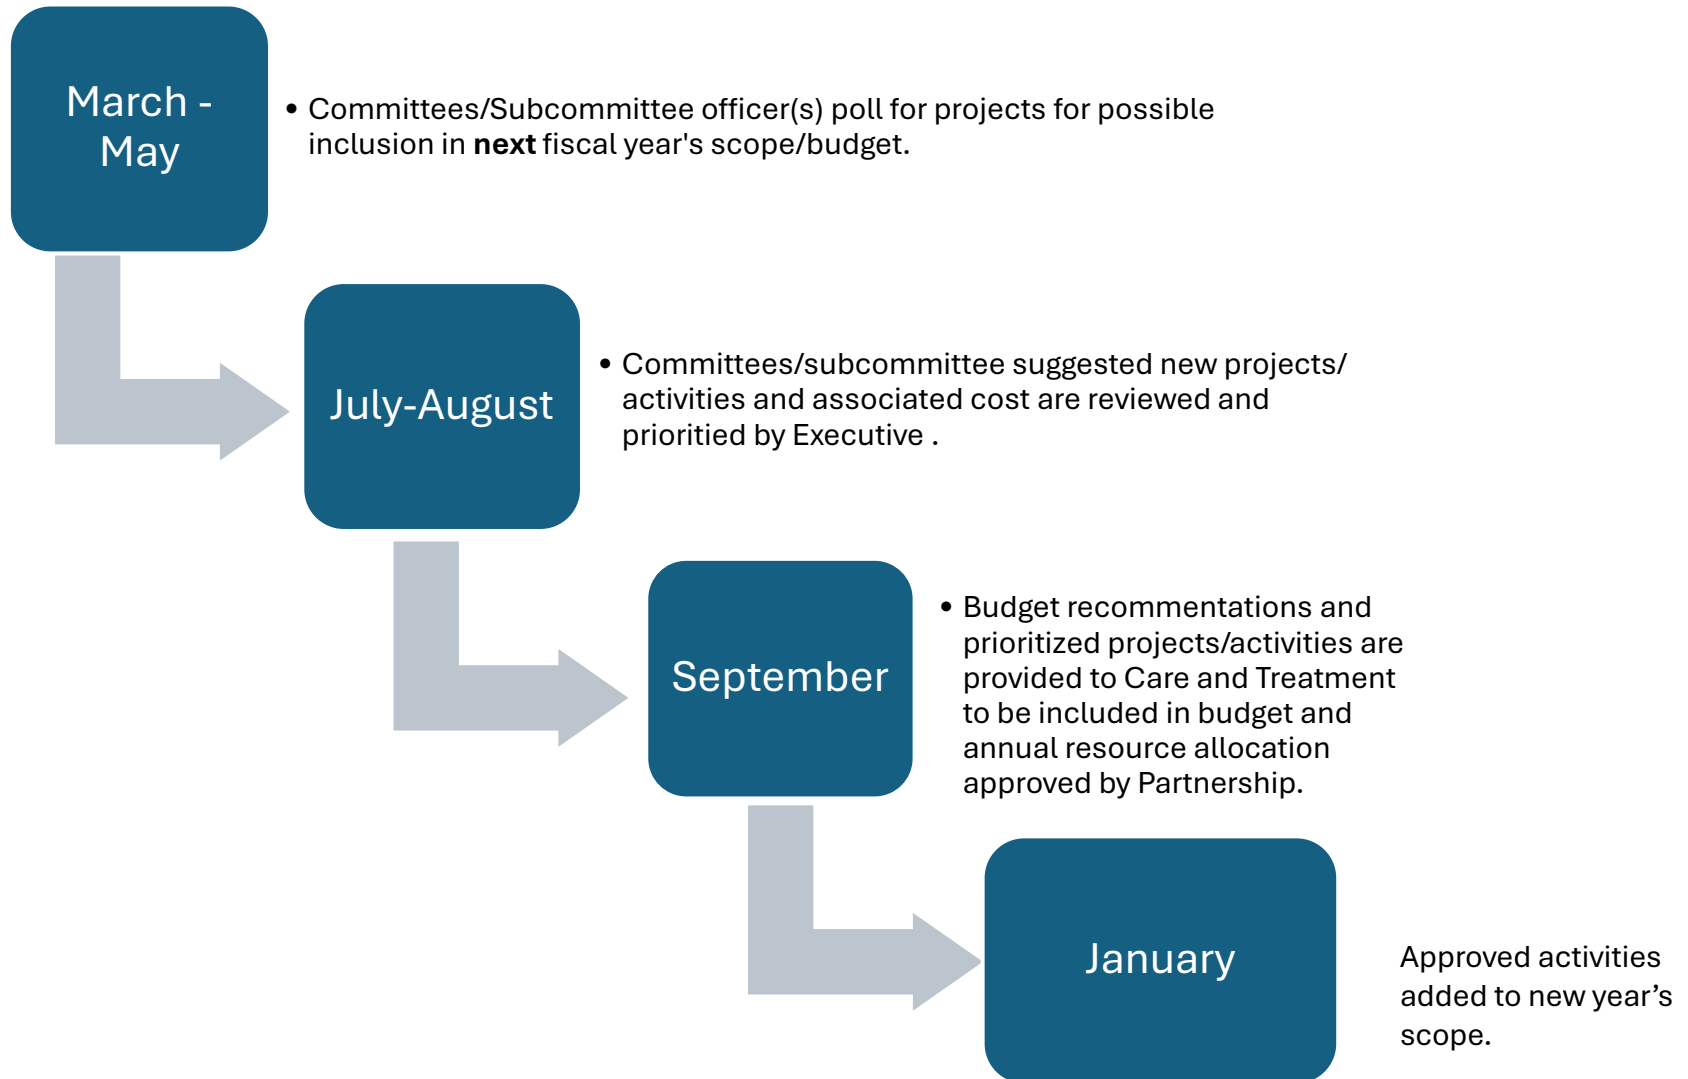 March -
May
• Committees/Subcommittee officer(s) poll for projects for possible
inclusion in next fiscal year's scope/budget.
July-August
• Committees/subcommittee suggested new projects/
activities and associated cost are reviewed and
prioritied by Executive .
September
• Budget recommentations and
prioritized projects/activities are
provided to Care and Treatment
to be included in budget and
annual resource allocation
approved by Partnership.
January
Approved activities
added to new year’s
scope.